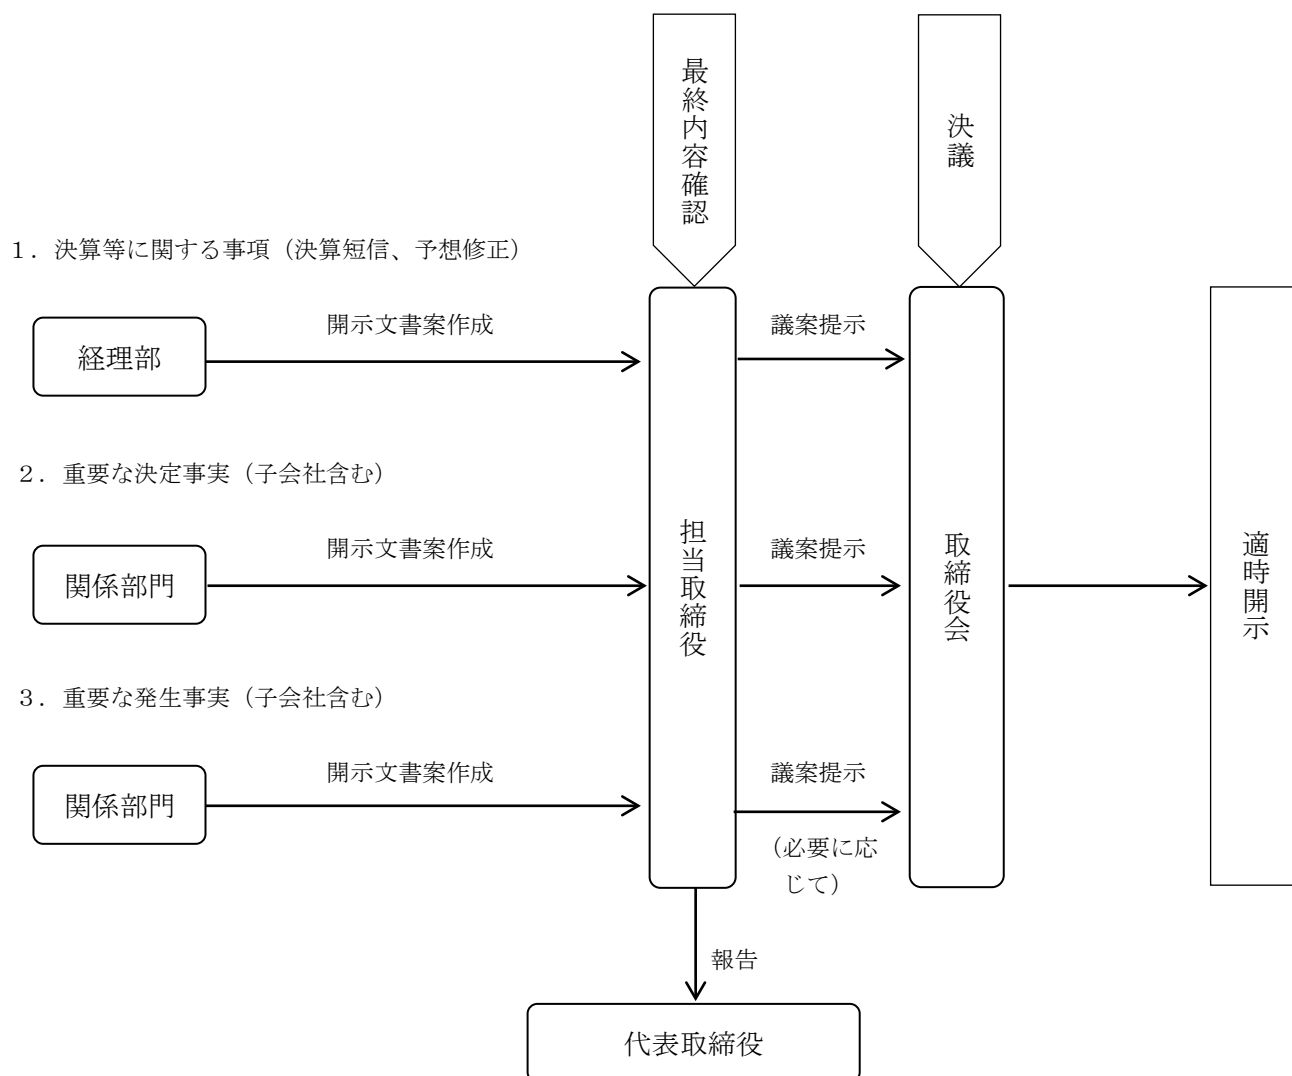 最終内容確認
決議
１．決算等に関する事項（決算短信、予想修正）
開示文書案作成
議案提示
経理部
２．重要な決定事実（子会社含む）
開示文書案作成
議案提示
関係部門
担当取締役
取締役会
適時開示
３．重要な発生事実（子会社含む）
開示文書案作成
議案提示
関係部門
（必要に応
じて）
報告
代表取締役